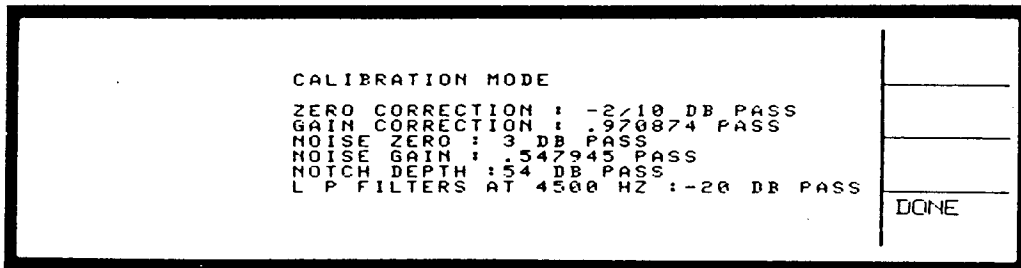 CALIBRATION MODE
ZERO CORRECTION : -2/10 DB PASS
GAIN CORRECTION : .970874 PASS
NOISE ZERO : 3 DB PASS
NOISE GAIN : .547945 PASS
NOTCH DEPTH :54 DB PASS
L P FILTERS AT 4500 HZ :-20 DB PASS
DONE